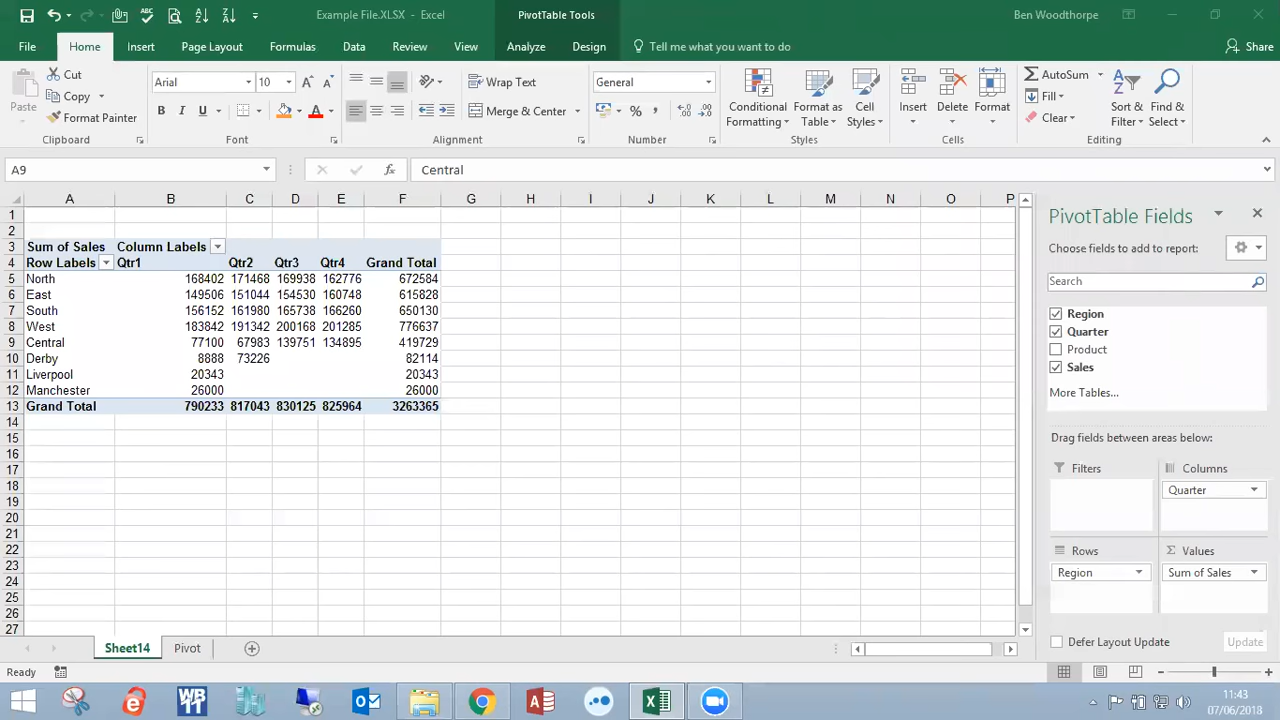 Example File.XLSX - Excel
PivotTable Tools
Ben Woodthorpe
File Home Insert Page Layout Formulas Data Review View Analyze Design Tell me what you want to do Share
Paste
Cut
Copy
Format Painter
Clipboard
Arial 10
B I U
Font
Wrap Text
Merge & Center
Alignment
General
%
Number
Conditional Formatting
Format as Table
Cell Styles
Styles
Insert
Delete
Format
Cells
AutoSum
Fill
Clear
Sort & Filter
Find & Select
Editing
A9 fx Central
A B C D E F G H I J K L M N O P
1
2
3 Sum of Sales Column Labels
4 Row Labels Qtr1 Qtr2 Qtr3 Qtr4 Grand Total
5 North 168402 171468 169938 162776 672584
6 East 149506 151044 154530 160748 615828
7 South 156152 161980 165738 166260 650130
8 West 183842 191342 200168 201285 776637
9 Central 77100 67983 139751 134895 419729
10 Derby 8888 73226 82114
11 Liverpool 20343 20343
12 Manchester 26000 26000
13 Grand Total 790233 817043 830125 825964 3263365
14
15
16
17
18
19
20
21
22
23
24
25
26
27
PivotTable Fields
Choose fields to add to report:
Search
Region
Quarter
Product
Sales
More Tables...
Drag fields between areas below:
Filters
Columns
Quarter
Rows
Region
Values
Sum of Sales
Defer Layout Update Update
Sheet14 Pivot
Ready
11:43
07/06/2018